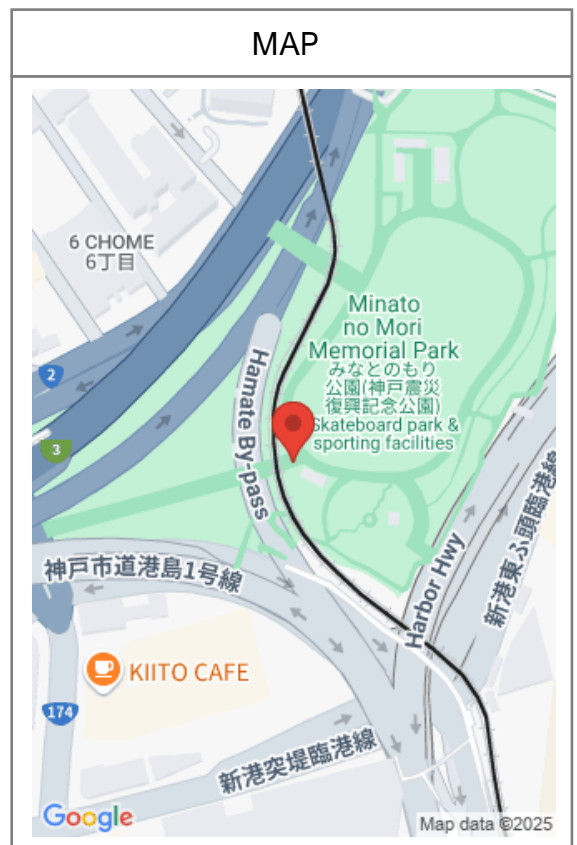 MAP
6 CHOME
6丁目
Minato
no Mori
Memorial Park
みなとのもり
公園(神戸震災
復興記念公園)
Skateboard park &
sporting facilities
2
3
Hamate By-pass
神戸市道港島1号線
Harbor Hwy
新港東ふ頭臨港線
KIITO CAFE
174
新港突堤臨港線
Google
Map data ©2025